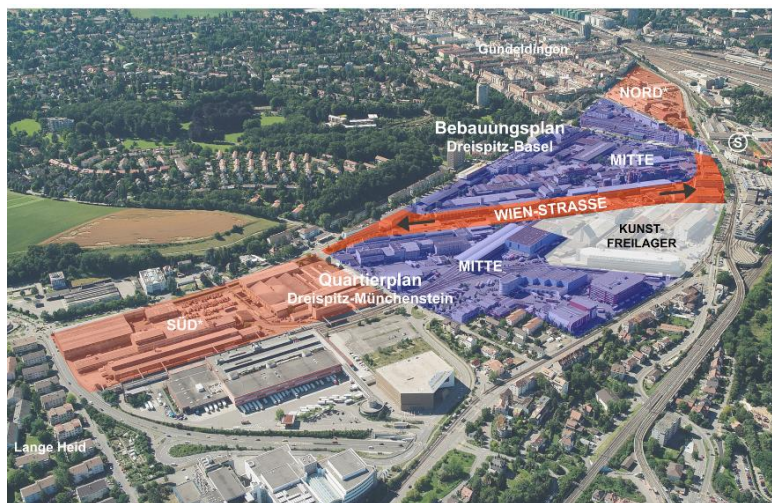 Gundeldingen
NORD*
S
Bebauungsplan
Dreispitz-Basel
MITTE
WIEN-STRASSE
KUNST-
FREILAGER
MITTE
Quartierplan
Dreispitz-Münchenstein
SÜD*
Lange Heid